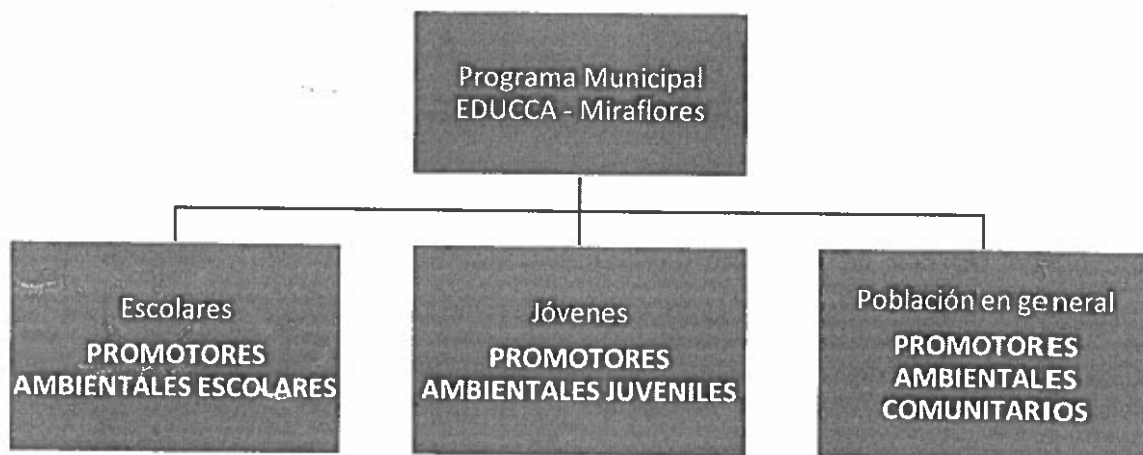 Programa Municipal
EDUCCA - Miraflores
Escolares
PROMOTORES
AMBIENTALES ESCOLARES
Jóvenes
PROMOTORES
AMBIENTALES JUVENILES
Población en general
PROMOTORES
AMBIENTALES
COMUNITARIOS